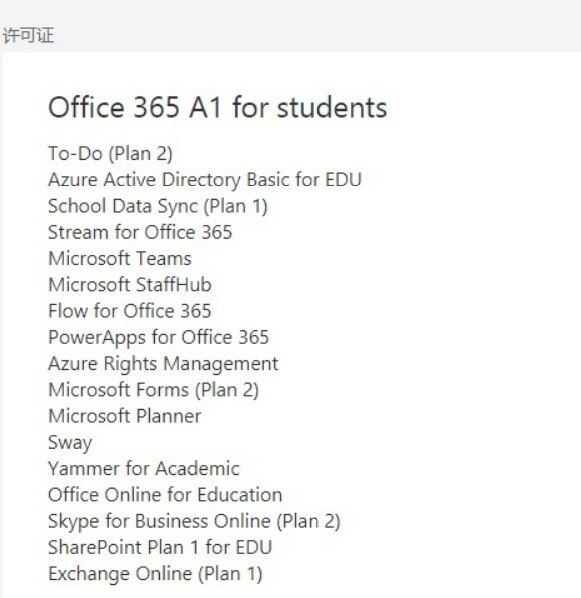 许可证
Office 365 A1 for students
To-Do (Plan 2)
Azure Active Directory Basic for EDU
School Data Sync (Plan 1)
Stream for Office 365
Microsoft Teams
Microsoft StaffHub
Flow for Office 365
PowerApps for Office 365
Azure Rights Management
Microsoft Forms (Plan 2)
Microsoft Planner
Sway
Yammer for Academic
Office Online for Education
Skype for Business Online (Plan 2)
SharePoint Plan 1 for EDU
Exchange Online (Plan 1)